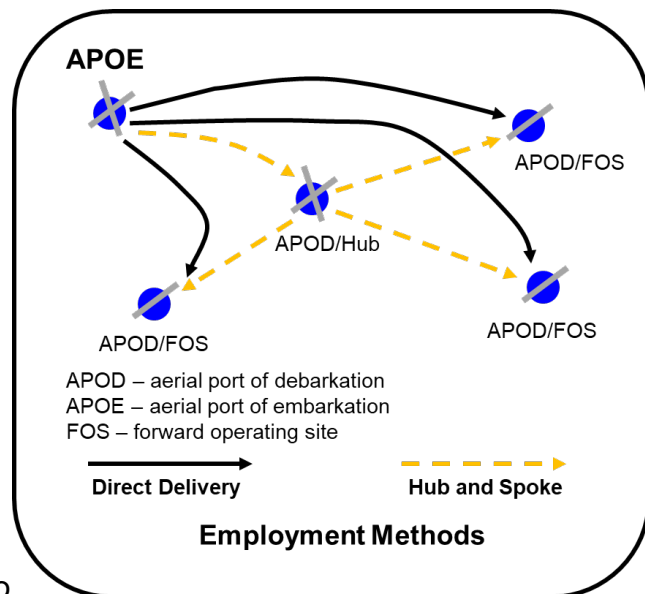 APOE
APOD/FOS
APOD/Hub
APOD/FOS
APOD/FOS
APOD – aerial port of debarkation
APOE – aerial port of embarkation
FOS – forward operating site
Direct Delivery
Hub and Spoke
Employment Methods